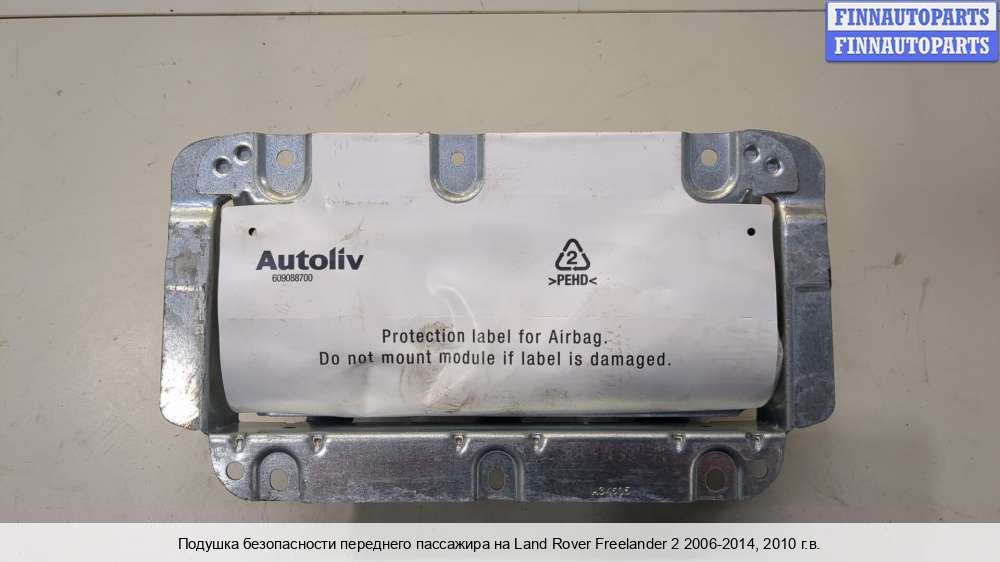 FINNAUTOPARTS
FINNAUTOPARTS
Autoliv
609088700
2
>PEHD<
Protection label for Airbag.
Do not mount module if label is damaged.
Подушка безопасности переднего пассажира на Land Rover Freelander 2 2006-2014, 2010 г.в.